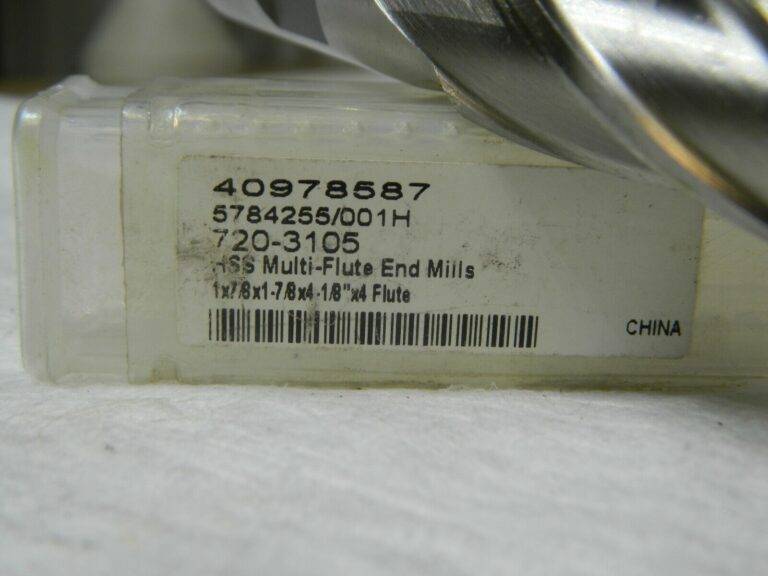 40978587
5784255/001H
720-3105
HSS Multi-Flute End Mills
1x7/8x1-7/8x4-1/8"x4 Flute
CHINA